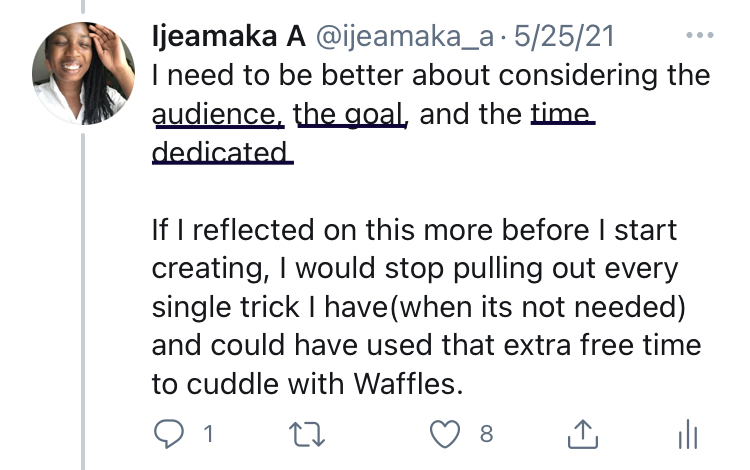 Ijeamaka A @ijeamaka_a · 5/25/21
I need to be better about considering the
audience, the goal, and the time
dedicated

If I reflected on this more before I start
creating, I would stop pulling out every
single trick I have(when its not needed)
and could have used that extra free time
to cuddle with Waffles.
1 8